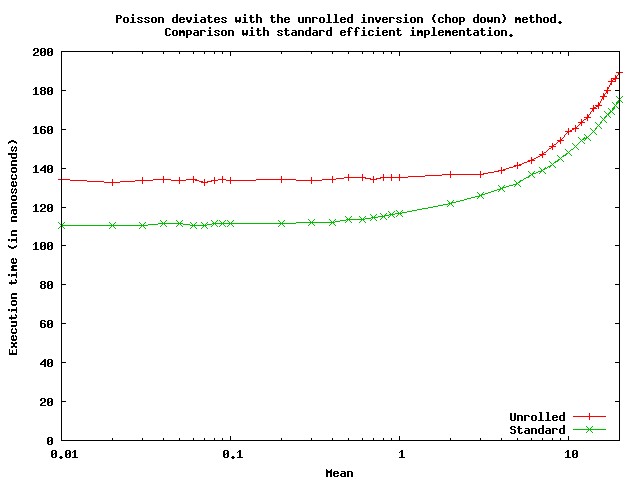 Poisson deviates with the unrolled inversion (chop down) method.
Comparison with standard efficient implementation.
200
180
160
140
120
100
80
60
40
20
0
Execution time (in nanoseconds)
Unrolled
Standard
0.01 0.1 1 10
Mean